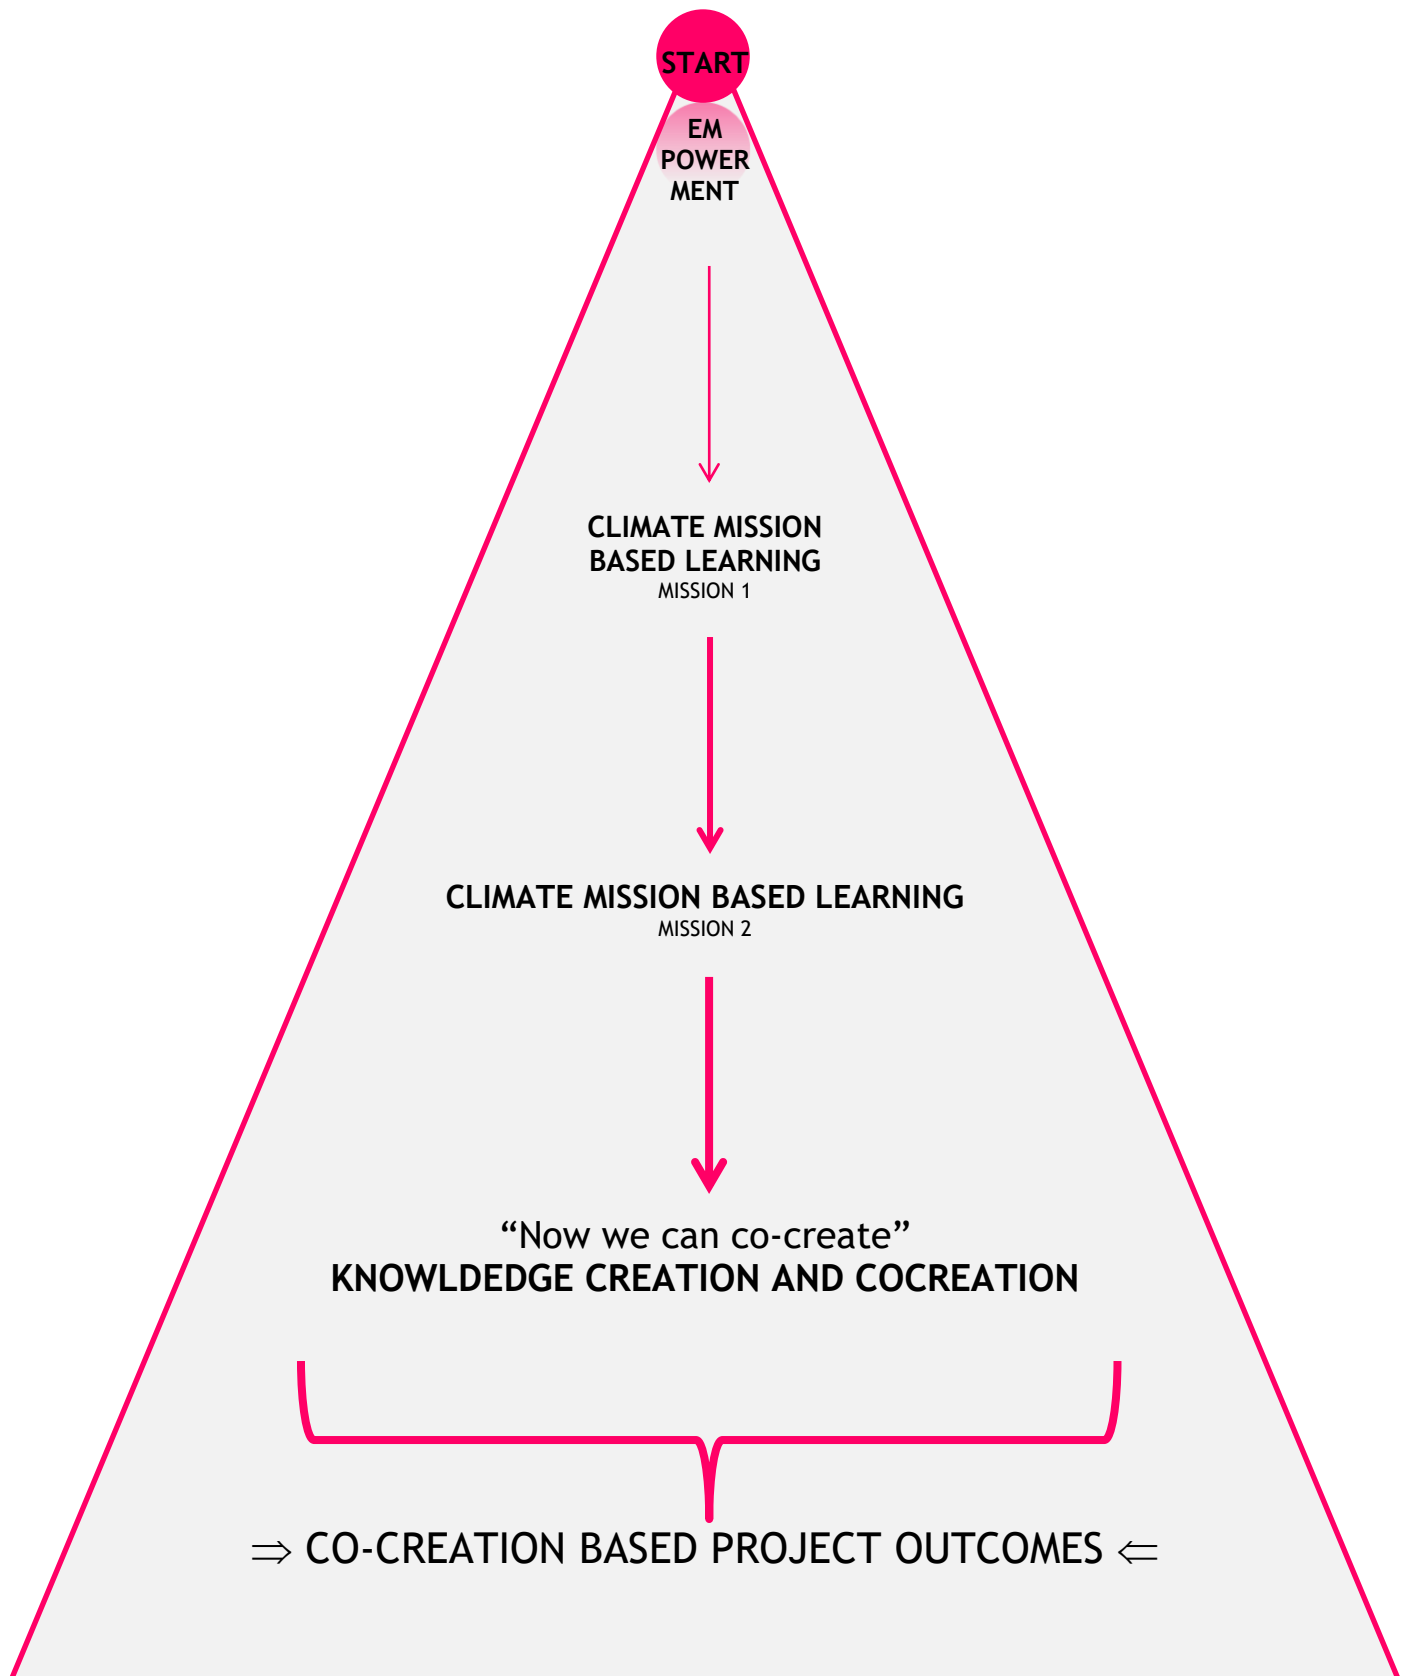 START
EM
POWER
MENT
CLIMATE MISSION
BASED LEARNING
MISSION 1
CLIMATE MISSION BASED LEARNING
MISSION 2
“Now we can co-create”
KNOWLDEDGE CREATION AND COCREATION
⇒ CO-CREATION BASED PROJECT OUTCOMES ⇐